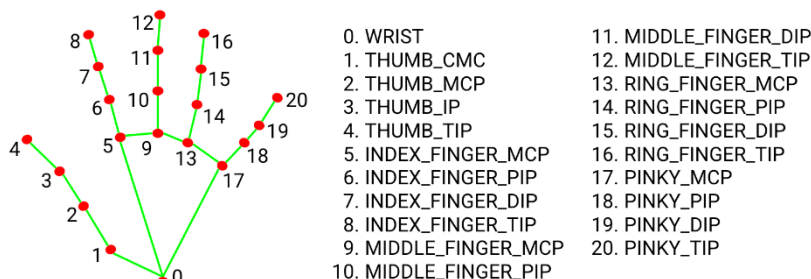 12
16
8
11
7
15
20
6
10
14
19
4
5
9
13
18
3
17
2
1
0
0. WRIST
1. THUMB_CMC
2. THUMB_MCP
3. THUMB_IP
4. THUMB_TIP
5. INDEX_FINGER_MCP
6. INDEX_FINGER_PIP
7. INDEX_FINGER_DIP
8. INDEX_FINGER_TIP
9. MIDDLE_FINGER_MCP
10. MIDDLE_FINGER_PIP
11. MIDDLE_FINGER_DIP
12. MIDDLE_FINGER_TIP
13. RING_FINGER_MCP
14. RING_FINGER_PIP
15. RING_FINGER_DIP
16. RING_FINGER_TIP
17. PINKY_MCP
18. PINKY_PIP
19. PINKY_DIP
20. PINKY_TIP